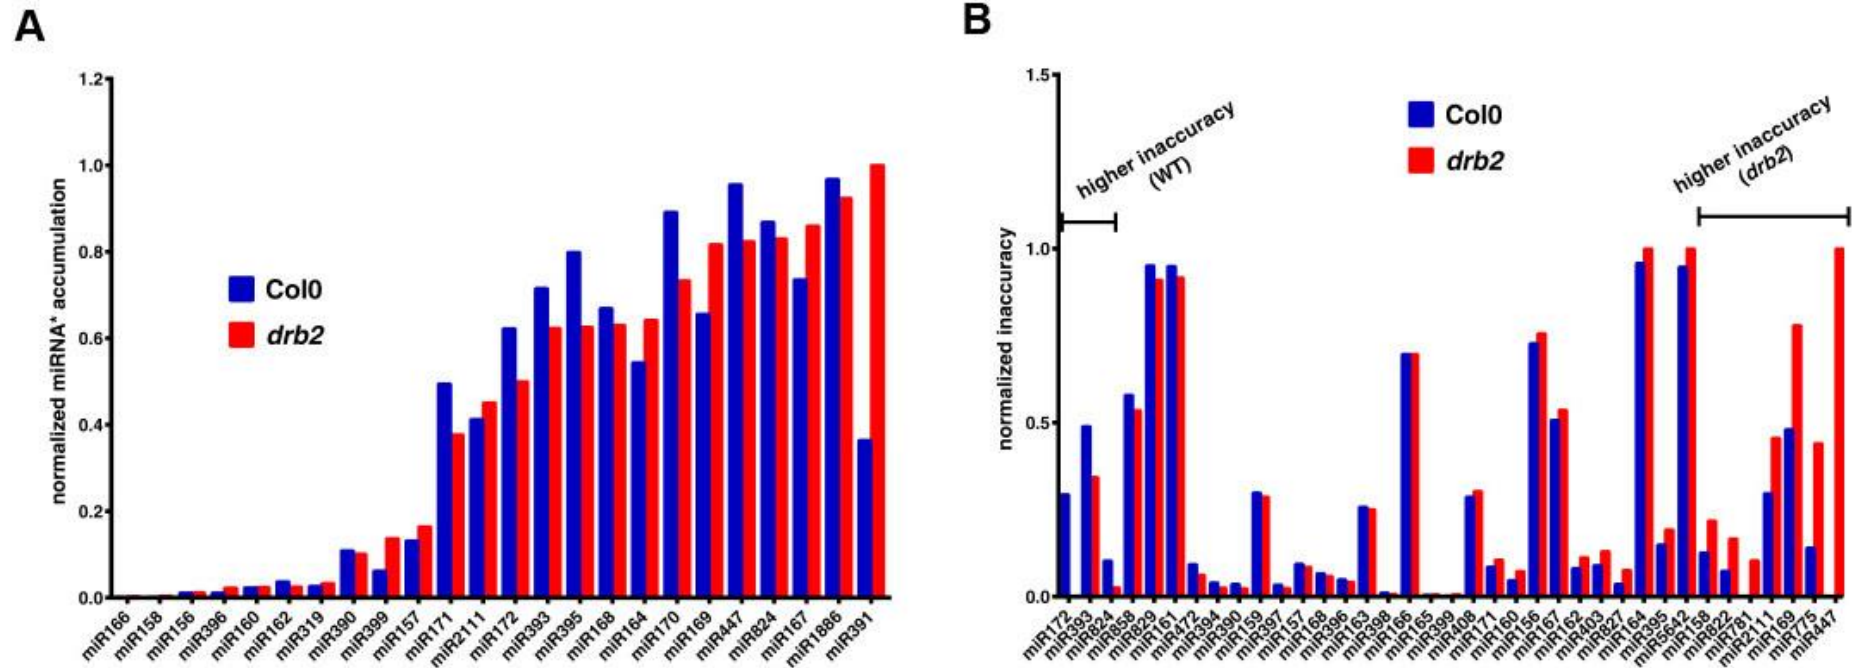 A
normalized miRNA* accumulation
1.2
1.0
0.8
0.6
0.4
0.2
0.0
Col0
drb2
miR166
miR158
miR156
miR396
miR160
miR162
miR319
miR390
miR399
miR157
miR171
miR2111
miR172
miR393
miR395
miR168
miR164
miR170
miR169
miR447
miR824
miR167
miR1886
miR391
B
normalized inaccuracy
1.5
1.0
0.5
0.0
higher inaccuracy
(WT)
Col0
drb2
higher inaccuracy
(drb2)
miR172
miR393
miR824
miR858
miR829
miR161
miR472
miR394
miR390
miR159
miR397
miR157
miR168
miR396
miR163
miR398
miR166
miR165
miR399
miR408
miR171
miR160
miR156
miR167
miR162
miR403
miR827
miR164
miR395
miR5642
miR158
miR822
miR781
miR2111
miR169
miR775
miR447